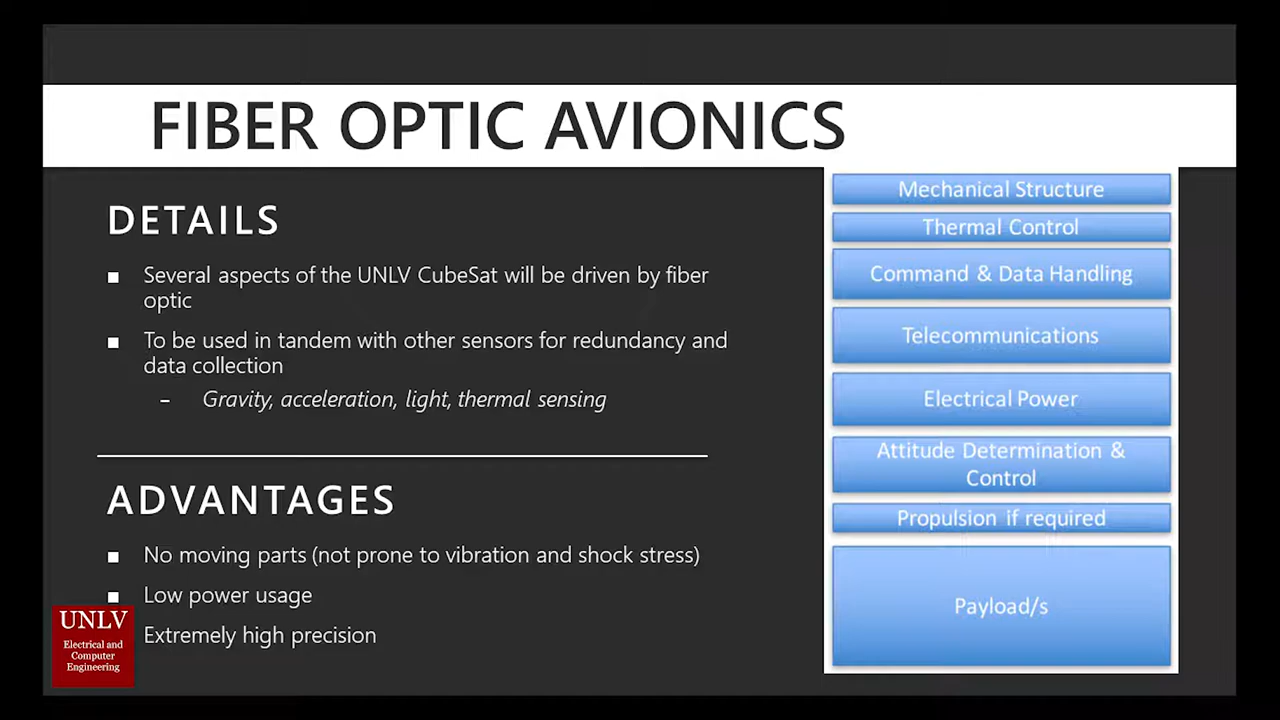 FIBER OPTIC AVIONICS
DETAILS
■ Several aspects of the UNLV CubeSat will be driven by fiber
optic
■ To be used in tandem with other sensors for redundancy and
data collection
– Gravity, acceleration, light, thermal sensing
ADVANTAGES
■ No moving parts (not prone to vibration and shock stress)
■ Low power usage
Extremely high precision
UNLV
Electrical and
Computer
Engineering
Mechanical Structure
Thermal Control
Command & Data Handling
Telecommunications
Electrical Power
Attitude Determination &
Control
Propulsion if required
Payload/s